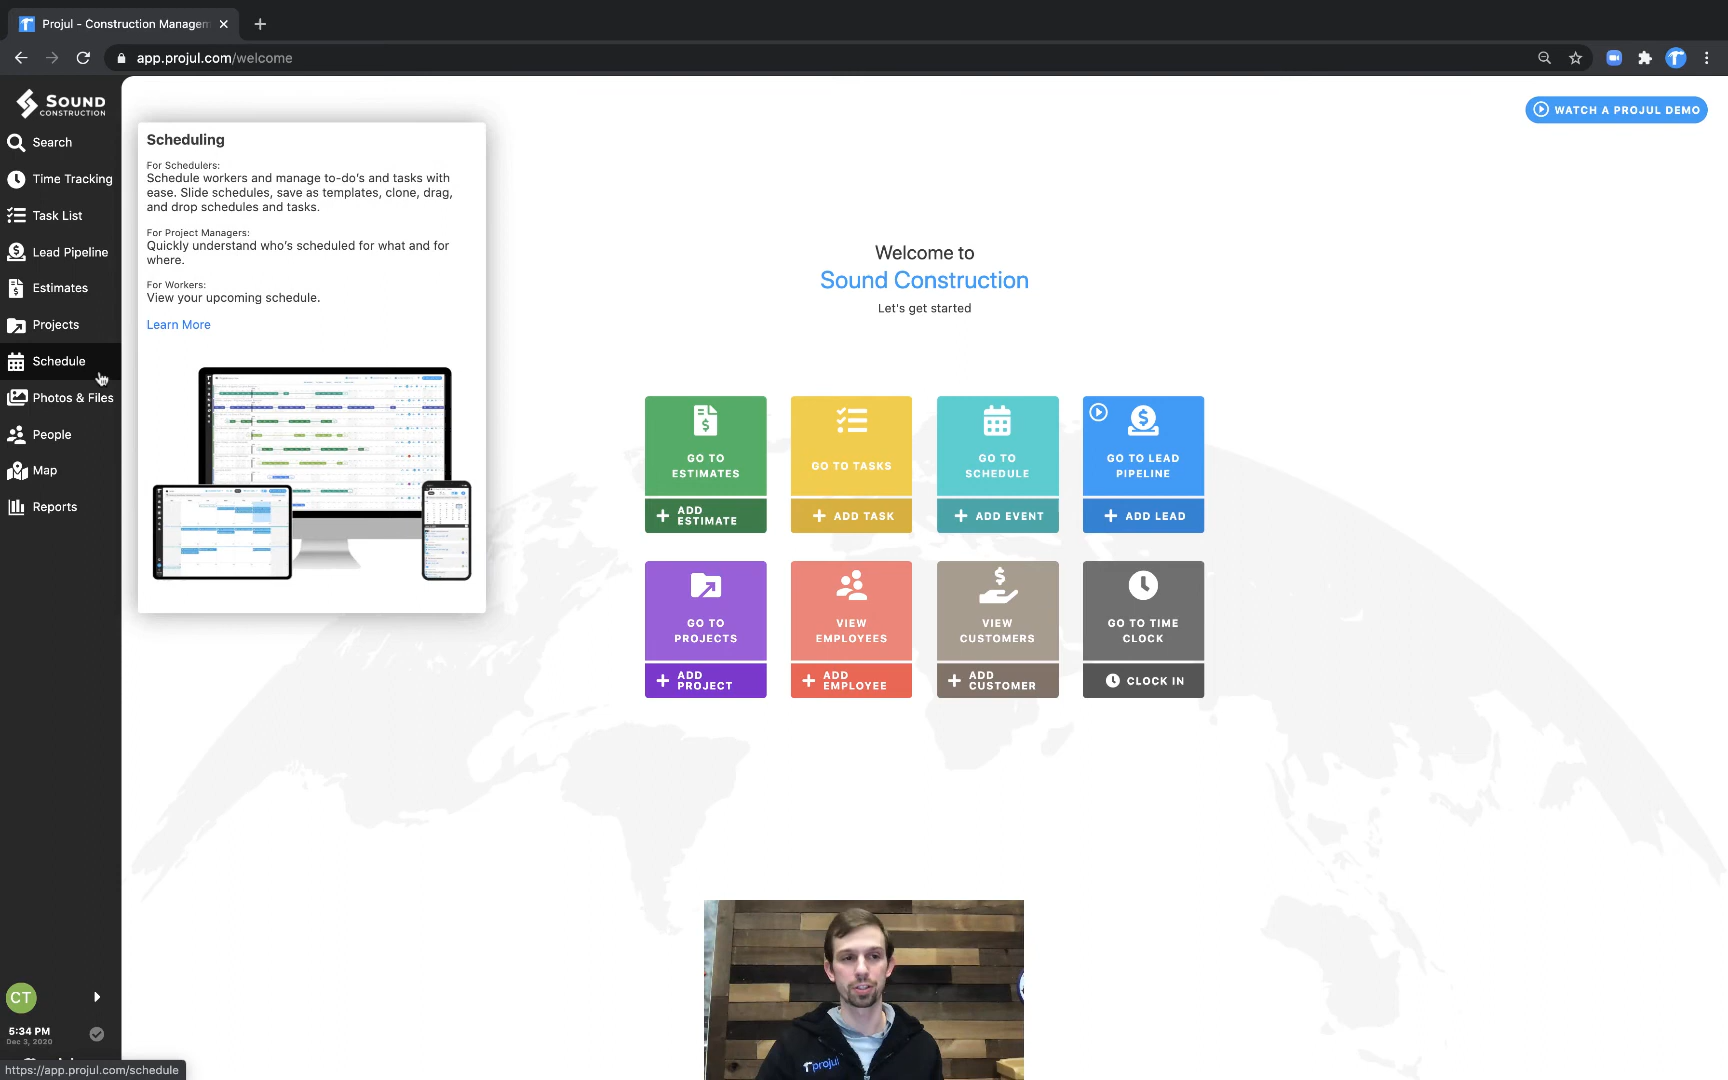 Projul - Construction Managem
app.projul.com/welcome
SOUND
CONSTRUCTION
Search
Time Tracking
Task List
Lead Pipeline
Estimates
Projects
Schedule
Photos & Files
People
Map
Reports
CT
5:34 PM
Dec 3, 2020
https://app.projul.com/schedule
Scheduling
For Schedulers:
Schedule workers and manage to-do's and tasks with
ease. Slide schedules, save as templates, clone, drag,
and drop schedules and tasks.
For Project Managers:
Quickly understand who's scheduled for what and for
where.
For Workers:
View your upcoming schedule.
Learn More
WATCH A PROJUL DEMO
Welcome to
Sound Construction
Let's get started
GO TO
ESTIMATES
ADD
ESTIMATE
GO TO TASKS
ADD TASK
GO TO
SCHEDULE
ADD EVENT
GO TO LEAD
PIPELINE
ADD LEAD
GO TO
PROJECTS
ADD
PROJECT
VIEW
EMPLOYEES
ADD
EMPLOYEE
VIEW
CUSTOMERS
ADD
CUSTOMER
GO TO TIME
CLOCK
CLOCK IN
projul